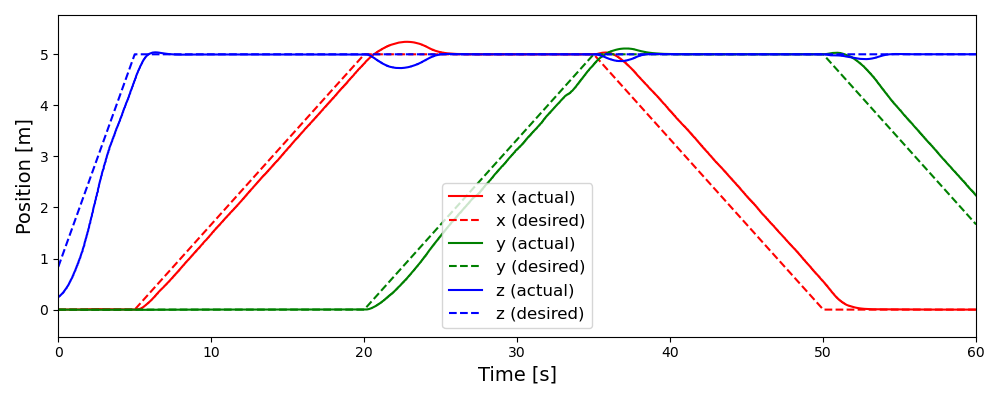 Position [m]
5
4
3
2
1
0
x (actual)
x (desired)
y (actual)
y (desired)
z (actual)
z (desired)
0 10 20 30 40 50 60
Time [s]